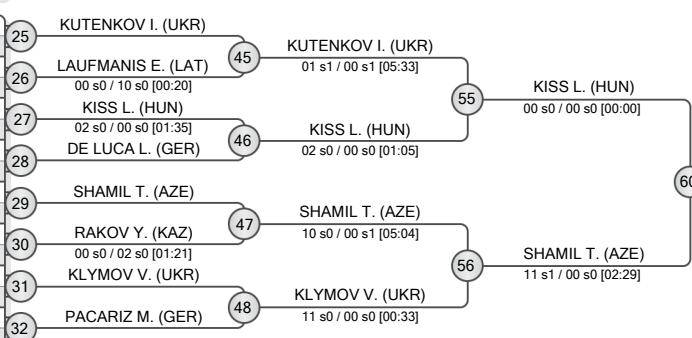 25
KUTENKOV I. (UKR)
26
LAUFMANIS E. (LAT)
00 s0 / 10 s0 [00:20]
27
KISS L. (HUN)
02 s0 / 00 s0 [01:35]
28
DE LUCA L. (GER)
29
SHAMIL T. (AZE)
30
RAKOV Y. (KAZ)
00 s0 / 02 s0 [01:21]
31
KLYMOV V. (UKR)
32
PACARIZ M. (GER)
45
KUTENKOV I. (UKR)
01 s1 / 00 s1 [05:33]
46
KISS L. (HUN)
02 s0 / 00 s0 [01:05]
47
SHAMIL T. (AZE)
10 s0 / 00 s1 [05:04]
48
KLYMOV V. (UKR)
11 s0 / 00 s0 [00:33]
55
KISS L. (HUN)
00 s0 / 00 s0 [00:00]
56
SHAMIL T. (AZE)
11 s1 / 00 s0 [02:29]
60